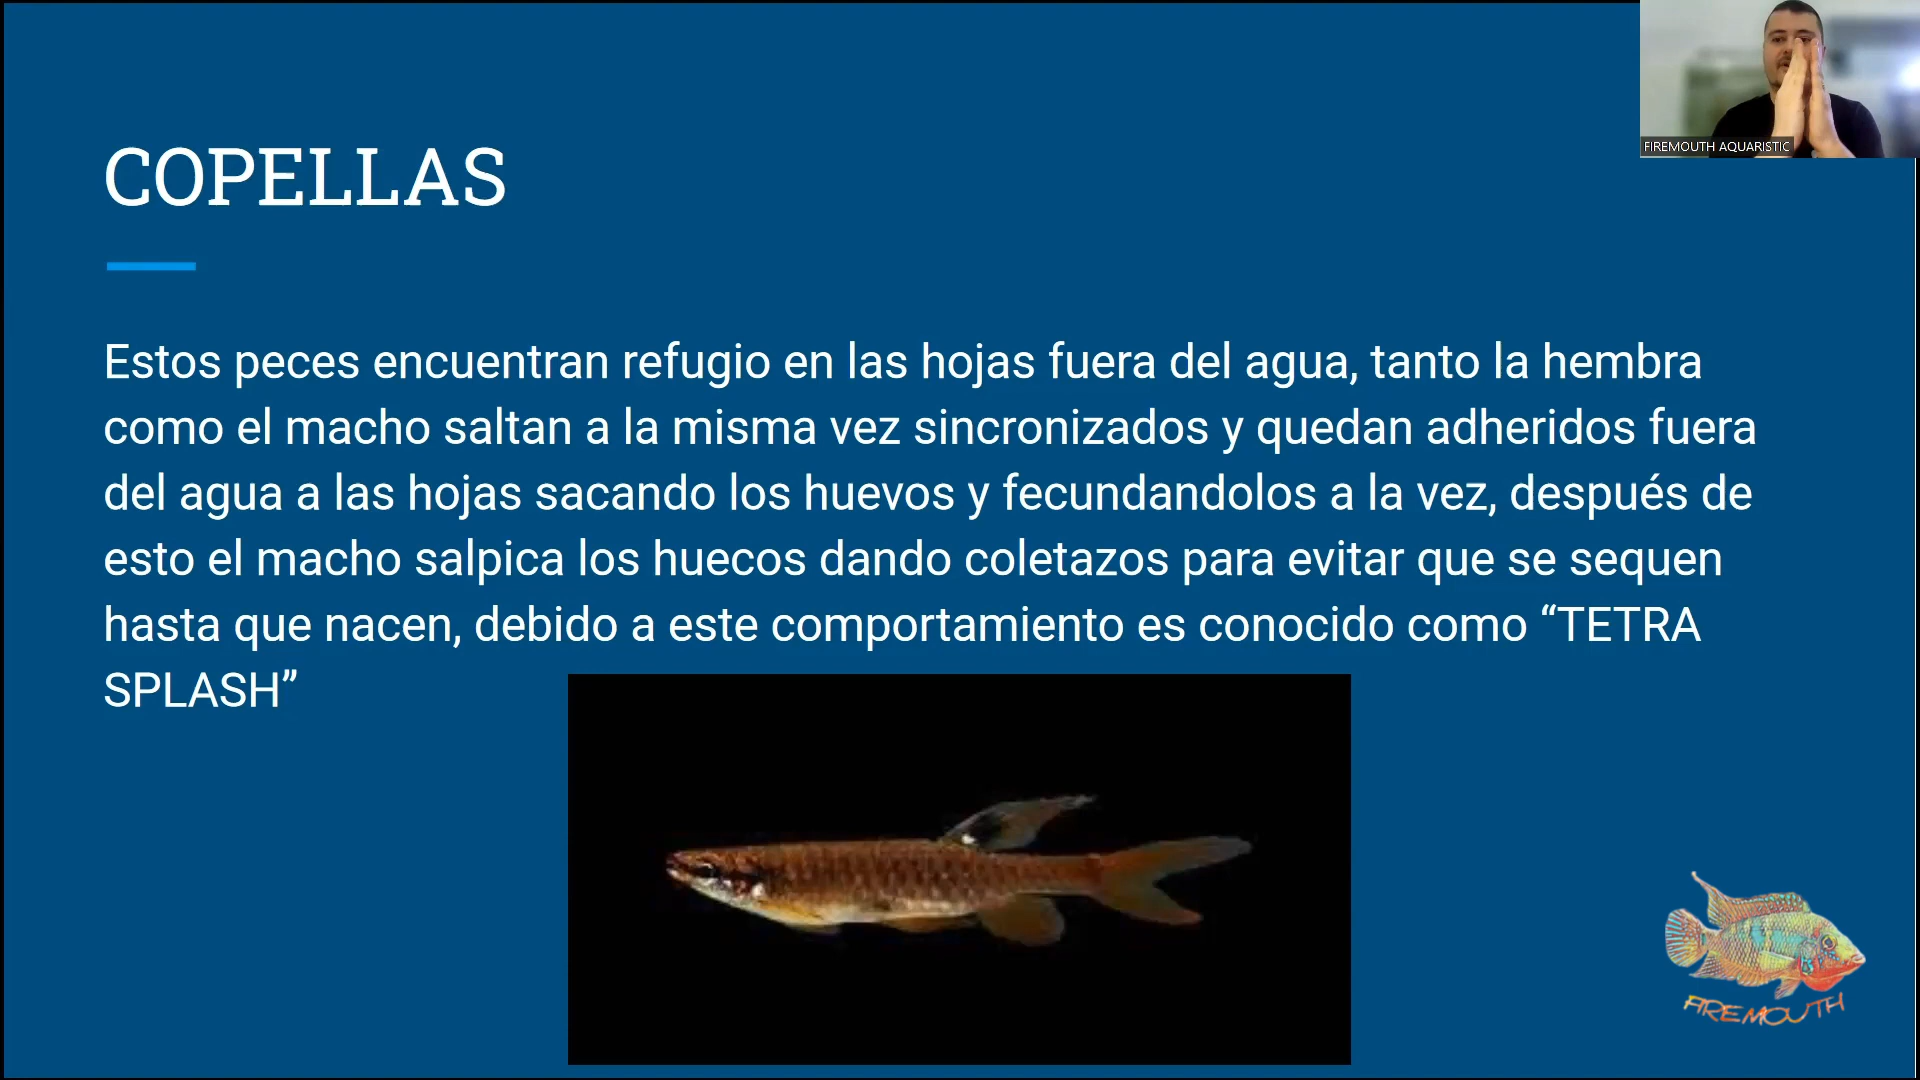 FIREMOUTH AQUARISTIC
COPELLAS
Estos peces encuentran refugio en las hojas fuera del agua, tanto la hembra
como el macho saltan a la misma vez sincronizados y quedan adheridos fuera
del agua a las hojas sacando los huevos y fecundandolos a la vez, después de
esto el macho salpica los huecos dando coletazos para evitar que se sequen
hasta que nacen, debido a este comportamiento es conocido como “TETRA
SPLASH”
FIREMOUTH